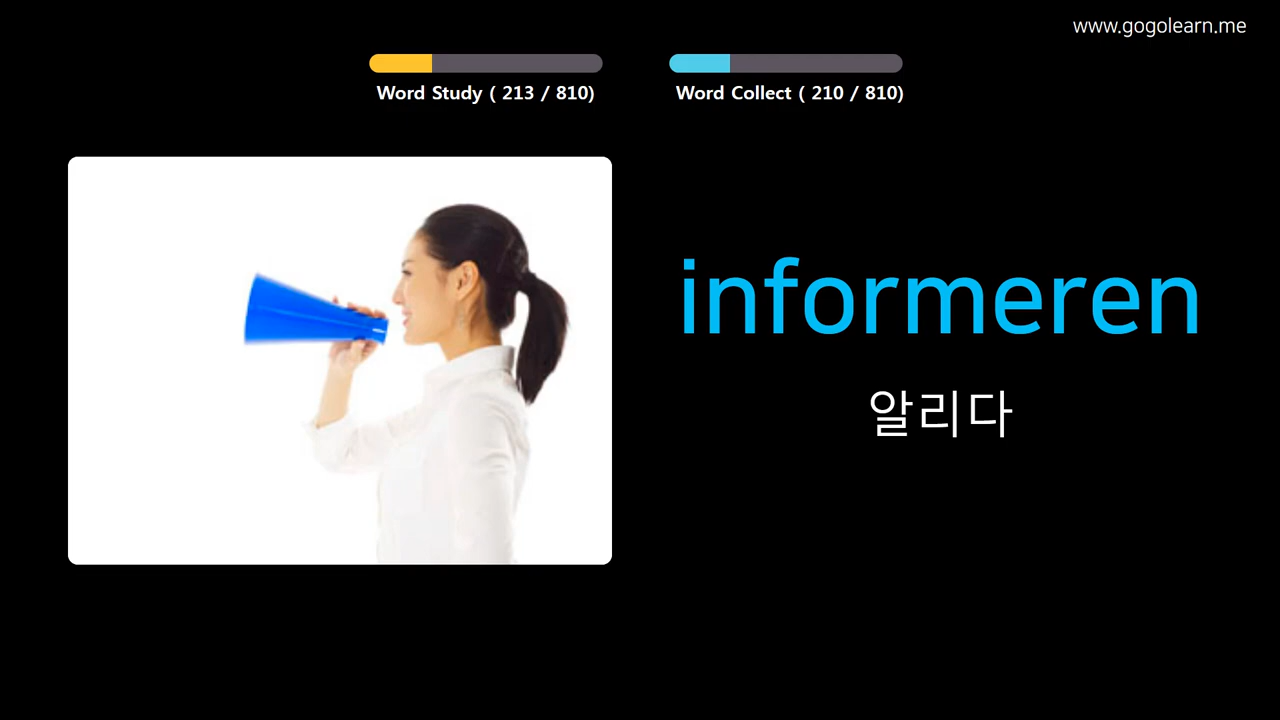 www.gogolearn.me
Word Study ( 213 / 810)
Word Collect ( 210 / 810)
informeren
알리다